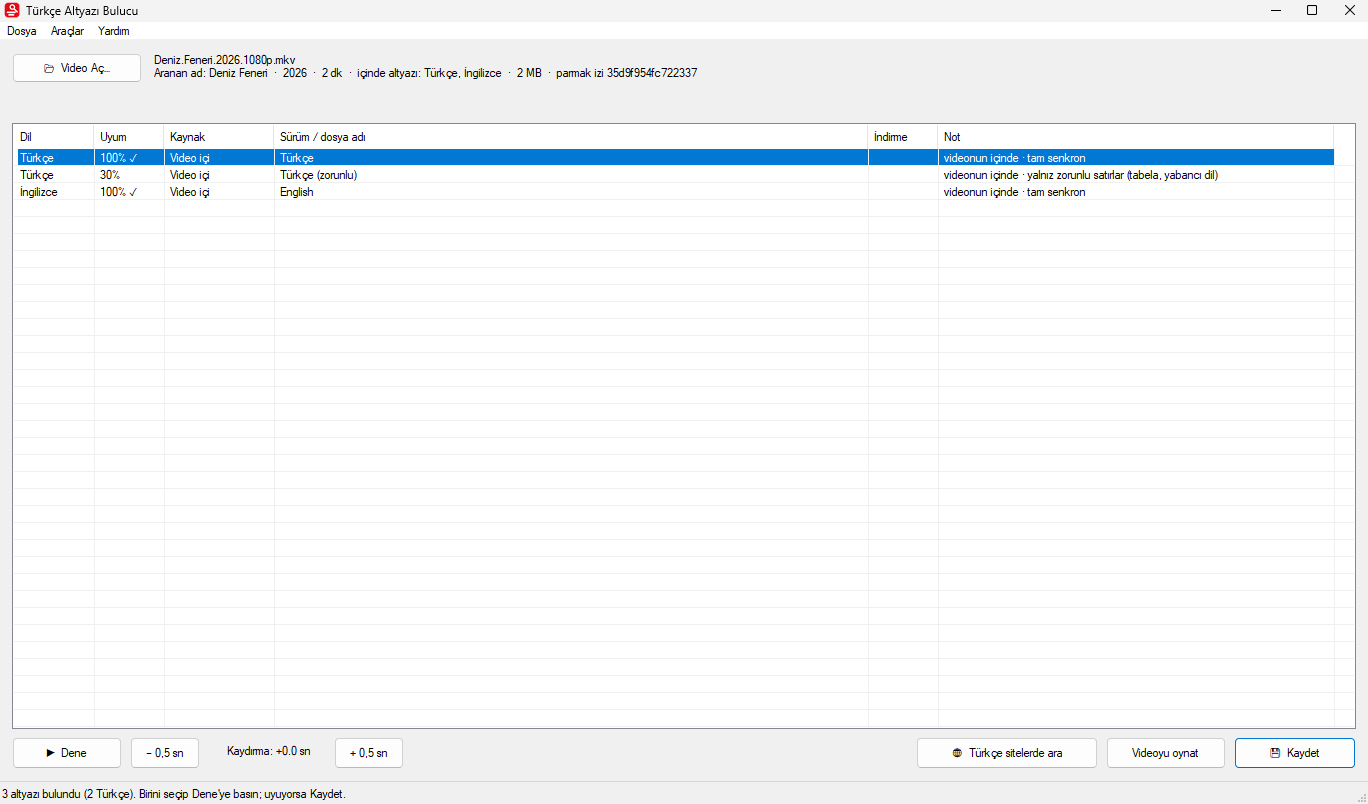 Türkçe Altyazı Bulucu
Dosya Araçlar Yardım
Video Aç...
Deniz.Feneri.2026.1080p.mkv
Aranan ad: Deniz Feneri · 2026 · 2 dk · içinde altyazı: Türkçe, İngilizce · 2 MB · parmak izi 35d9f954fc722337
Dil Uyum Kaynak Sürüm / dosya adı İndirme Not
Türkçe 100% ✓ Video içi Türkçe videonun içinde · tam senkron
Türkçe 30% Video içi Türkçe (zorunlu) videonun içinde · yalnız zorunlu satırlar (tabela, yabancı dil)
İngilizce 100% ✓ Video içi English videonun içinde · tam senkron
▶ Dene − 0,5 sn Kaydırma: +0.0 sn + 0,5 sn Türkçe sitelerde ara Videoyu oynat Kaydet
3 altyazı bulundu (2 Türkçe). Birini seçip Dene'ye basın; uyuyorsa Kaydet.